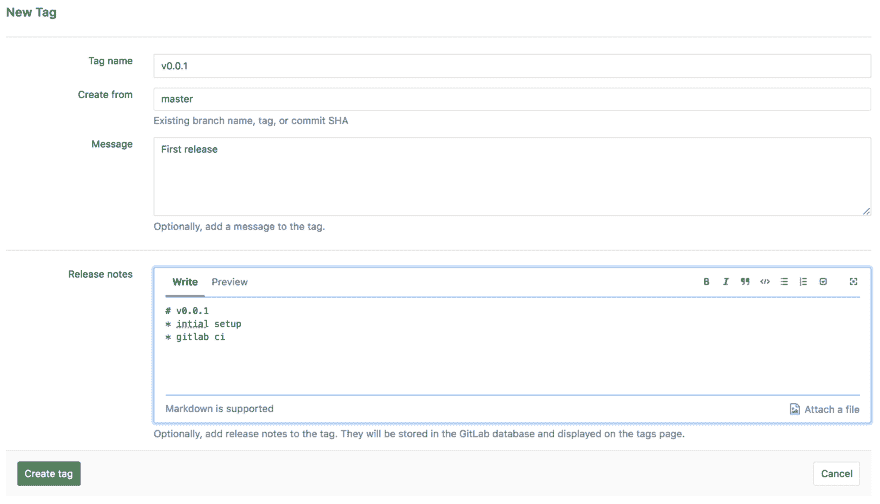 New Tag
Tag name
v0.0.1
Create from
master
Existing branch name, tag, or commit SHA
Message
First release
Optionally, add a message to the tag.
Release notes
Write Preview
B I
# v0.0.1
* intial setup
* gitlab ci
Markdown is supported
Attach a file
Optionally, add release notes to the tag. They will be stored in the GitLab database and displayed on the tags page.
Create tag
Cancel